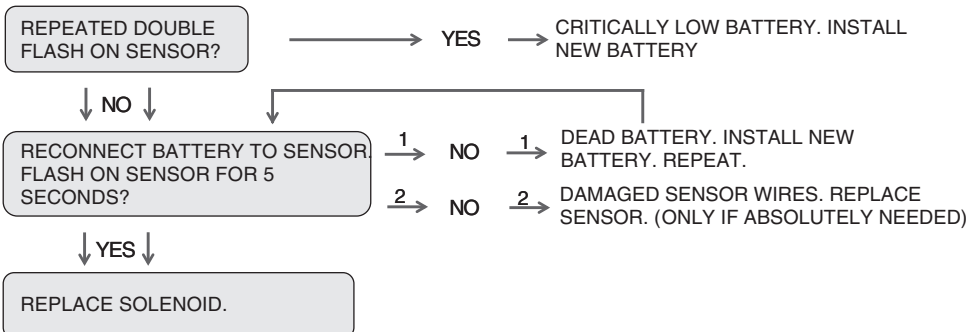 REPEATED DOUBLE
FLASH ON SENSOR?
YES
CRITICALLY LOW BATTERY. INSTALL
NEW BATTERY
NO
RECONNECT BATTERY TO SENSOR.
FLASH ON SENSOR FOR 5
SECONDS?
1
NO
1
DEAD BATTERY. INSTALL NEW
BATTERY. REPEAT.
2
NO
2
DAMAGED SENSOR WIRES. REPLACE
SENSOR. (ONLY IF ABSOLUTELY NEEDED)
YES
REPLACE SOLENOID.